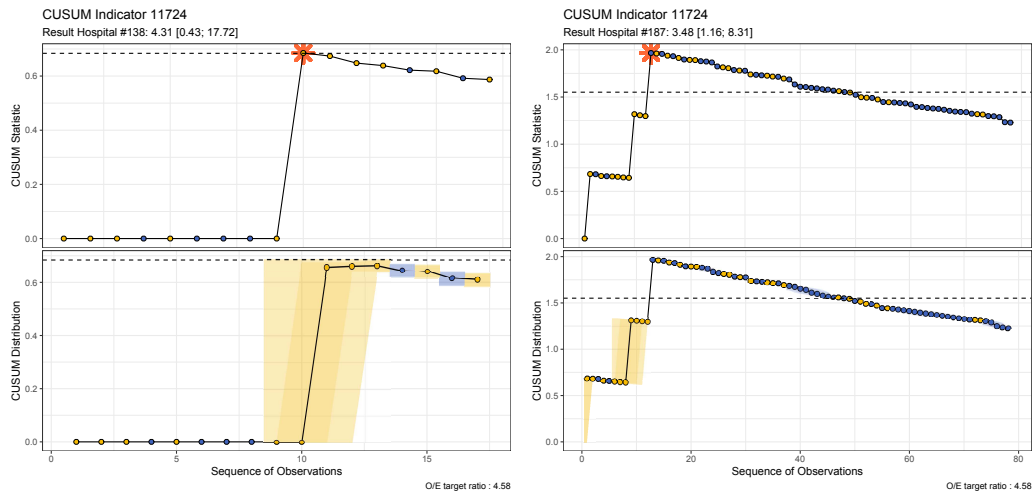 CUSUM Indicator 11724
Result Hospital #138: 4.31 [0.43; 17.72]
CUSUM Statistic
0.6
0.4
0.2
0.0
CUSUM Distribution
0.6
0.4
0.2
0.0
0
5
10
15
Sequence of Observations
O/E target ratio : 4.58
CUSUM Indicator 11724
Result Hospital #187: 3.48 [1.16; 8.31]
CUSUM Statistic
2.0
1.5
1.0
0.5
0.0
CUSUM Distribution
2.0
1.5
1.0
0.5
0.0
0
20
40
60
80
Sequence of Observations
O/E target ratio : 4.58